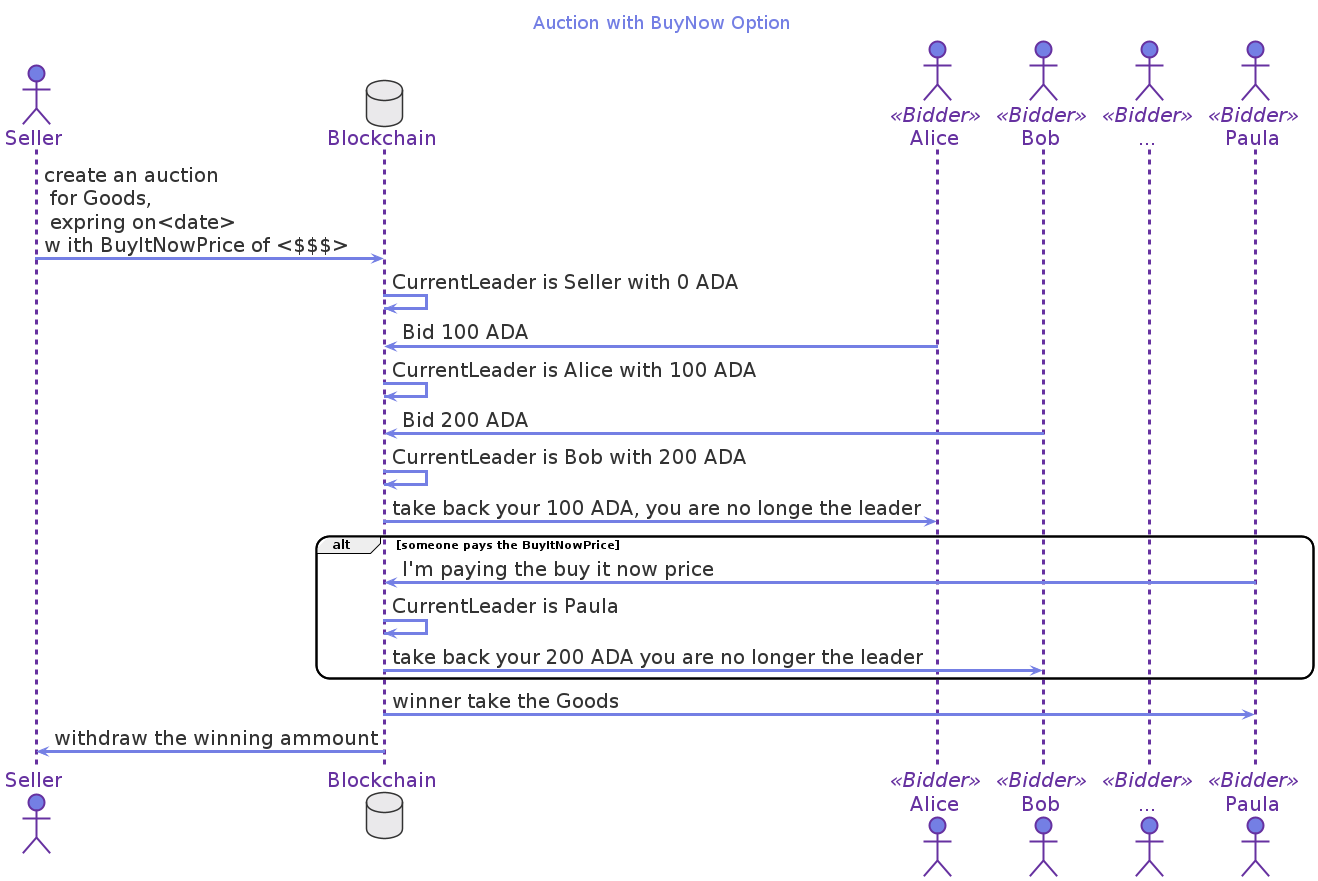 Auction with BuyNow Option
Seller
Blockchain
«Bidder»
Alice
«Bidder»
Bob
«Bidder»
...
«Bidder»
Paula
create an auction
for Goods,
expring on<date>
w ith BuyItNowPrice of <$$$>
CurrentLeader is Seller with 0 ADA
Bid 100 ADA
CurrentLeader is Alice with 100 ADA
Bid 200 ADA
CurrentLeader is Bob with 200 ADA
take back your 100 ADA, you are no longe the leader
alt [someone pays the BuyItNowPrice]
I'm paying the buy it now price
CurrentLeader is Paula
take back your 200 ADA you are no longer the leader
winner take the Goods
withdraw the winning ammount
Seller
Blockchain
«Bidder»
Alice
«Bidder»
Bob
«Bidder»
...
«Bidder»
Paula